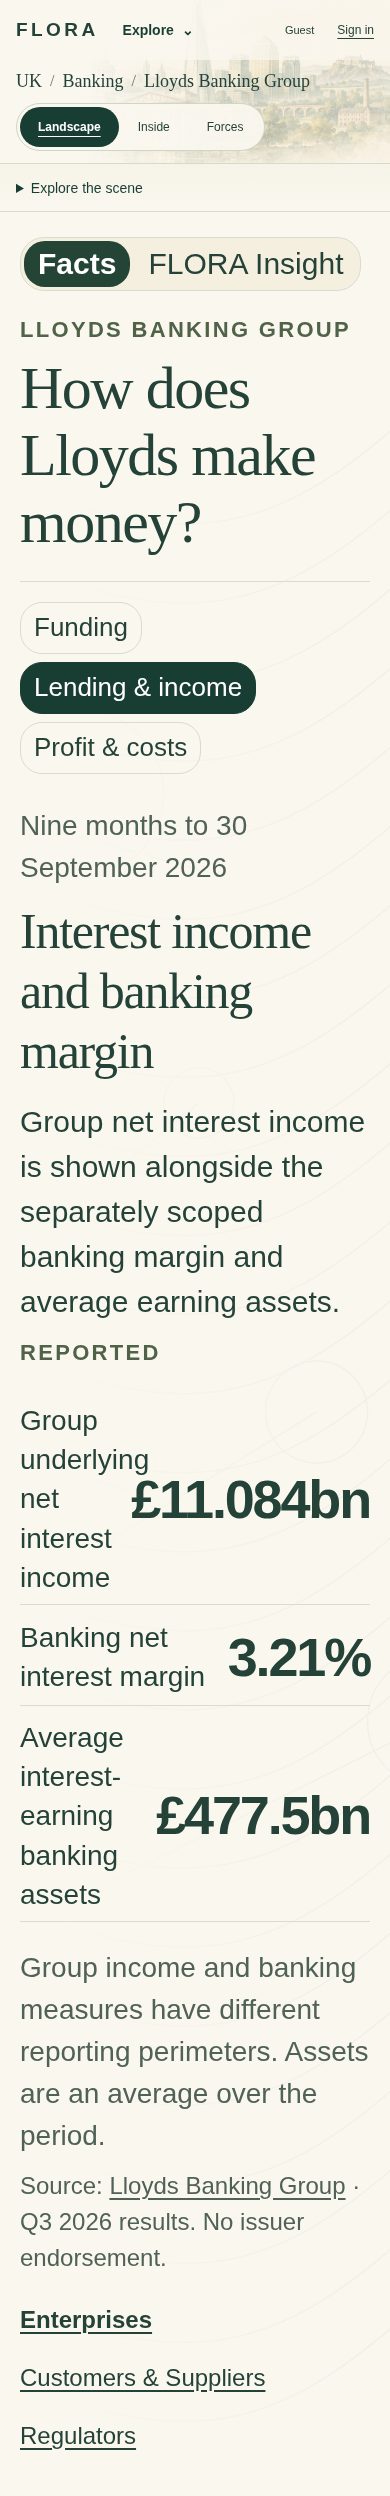 FLORA Explore ⌄ Guest Sign in
UK / Banking / Lloyds Banking Group
Landscape Inside Forces
▶ Explore the scene
Facts FLORA Insight
LLOYDS BANKING GROUP
How does
Lloyds make
money?
Funding
Lending & income
Profit & costs
Nine months to 30
September 2026
Interest income
and banking
margin
Group net interest income
is shown alongside the
separately scoped
banking margin and
average earning assets.
REPORTED
Group
underlying
net
interest
income
£11.084bn
Banking net
interest margin
3.21%
Average
interest-
earning
banking
assets
£477.5bn
Group income and banking
measures have different
reporting perimeters. Assets
are an average over the
period.
Source: Lloyds Banking Group ·
Q3 2026 results. No issuer
endorsement.
Enterprises
Customers & Suppliers
Regulators